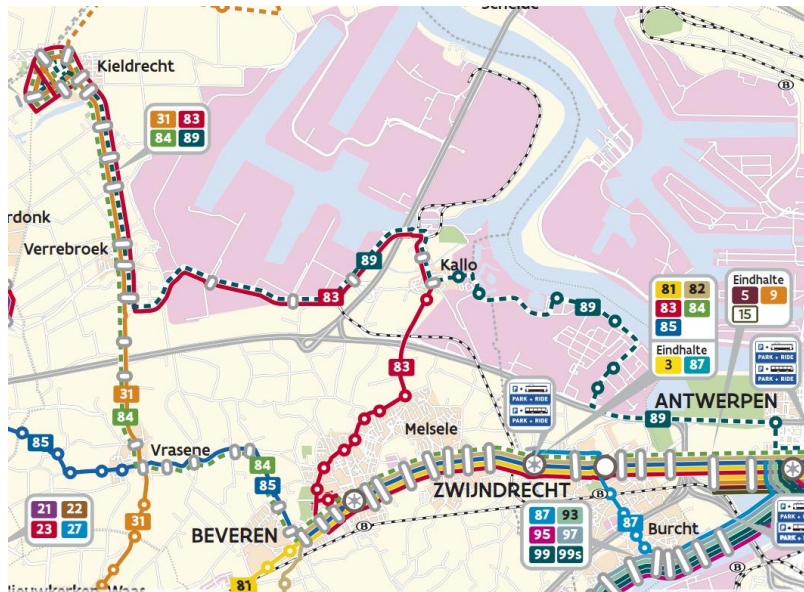 Schelde
Kieldrecht
31 83
84 89
B
rdonk
Verrebroek
89
Kallo
83
81 82
83 84
85
Eindhalte
3 87
Eindhalte
5 9
15
P + RIDE
PARK + RIDE
89
83
31
84
P
PARK + RIDE
P
PARK + RIDE
ANTWERPEN
89
Melsele
85
Vrasene
84
85
ZWIJNDRECHT
21 22
23 27
31
BEVEREN
B
B
87 93
95 97
99 99s
87
Burcht
P
PARK
P
PARK
B
81
Nieuwkerken-Waas